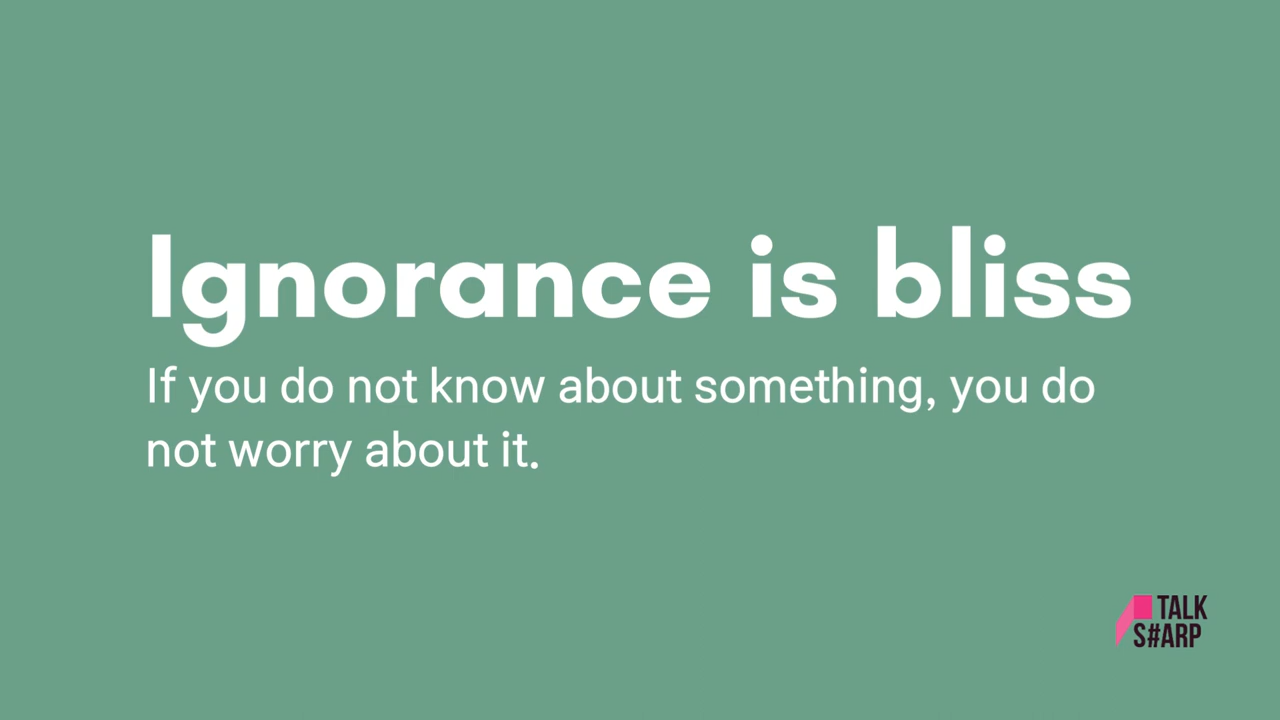 Ignorance is bliss
If you do not know about something, you do
not worry about it.
TALK
S#ARP